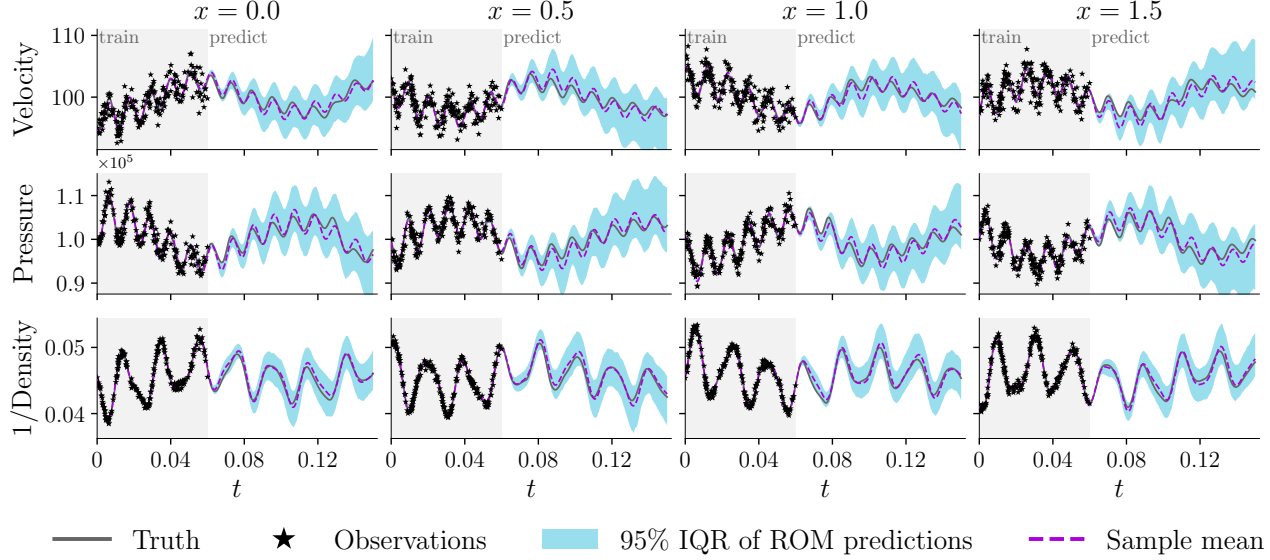 x = 0.0 x = 0.5 x = 1.0 x = 1.5
Velocity
110
100
train predict train predict train predict train predict
×10⁵
Pressure
1.1
1.0
0.9
1/Density
0.05
0.04
0 0.04 0.08 0.12 0 0.04 0.08 0.12 0 0.04 0.08 0.12 0 0.04 0.08 0.12
t t t t
Truth Observations 95% IQR of ROM predictions Sample mean